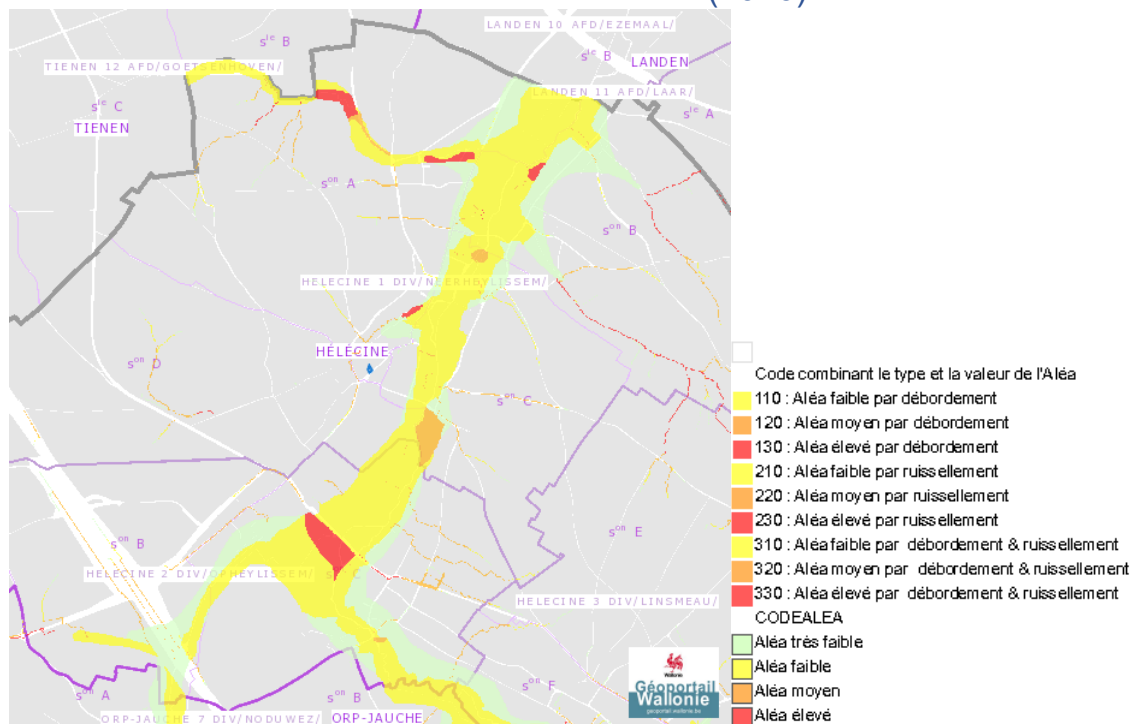 LANDEN 10 AFD/EZEMAAL/
sie B
sie B
TIENEN 12 AFD/GOETSENHOVEN/
LANDEN
LANDEN 11 AFD/LAAR/
sie C
sie A
TIENEN
son A
son B
HELECINE 1 DIV/NEERHEYLISSEM/
HÉLÉCINE
son D
son C
son E
son B
HELECINE 2 DIV/OPHEYLISSEM/
HELECINE 3 DIV/LINSMEAU/
son A
son B
son F
ORP-JAUCHE 7 DIV/NODUWEZ/
ORP-JAUCHE
Wallonie
Géoportail
Wallonie
geoportail.wallonie.be
Code combinant le type et la valeur de l'Aléa
110 : Aléa faible par débordement
120 : Aléa moyen par débordement
130 : Aléa élevé par débordement
210 : Aléa faible par ruissellement
220 : Aléa moyen par ruissellement
230 : Aléa élevé par ruissellement
310 : Aléa faible par débordement & ruissellement
320 : Aléa moyen par débordement & ruissellement
330 : Aléa élevé par débordement & ruissellement
CODEALEA
Aléa très faible
Aléa faible
Aléa moyen
Aléa élevé